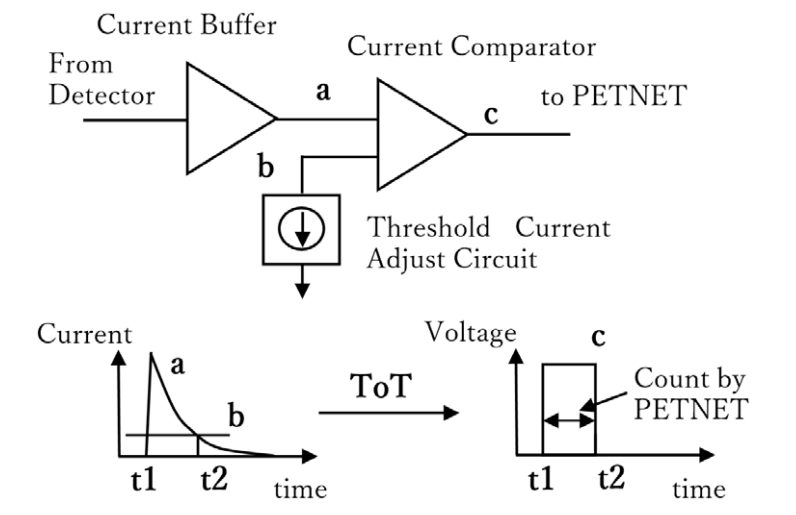 Current Buffer
Current Comparator
From
Detector
a
to PETNET
c
b
Threshold Current
Adjust Circuit
Current
a
b
t1
t2
time
ToT
Voltage
c
Count by
PETNET
t1
t2
time